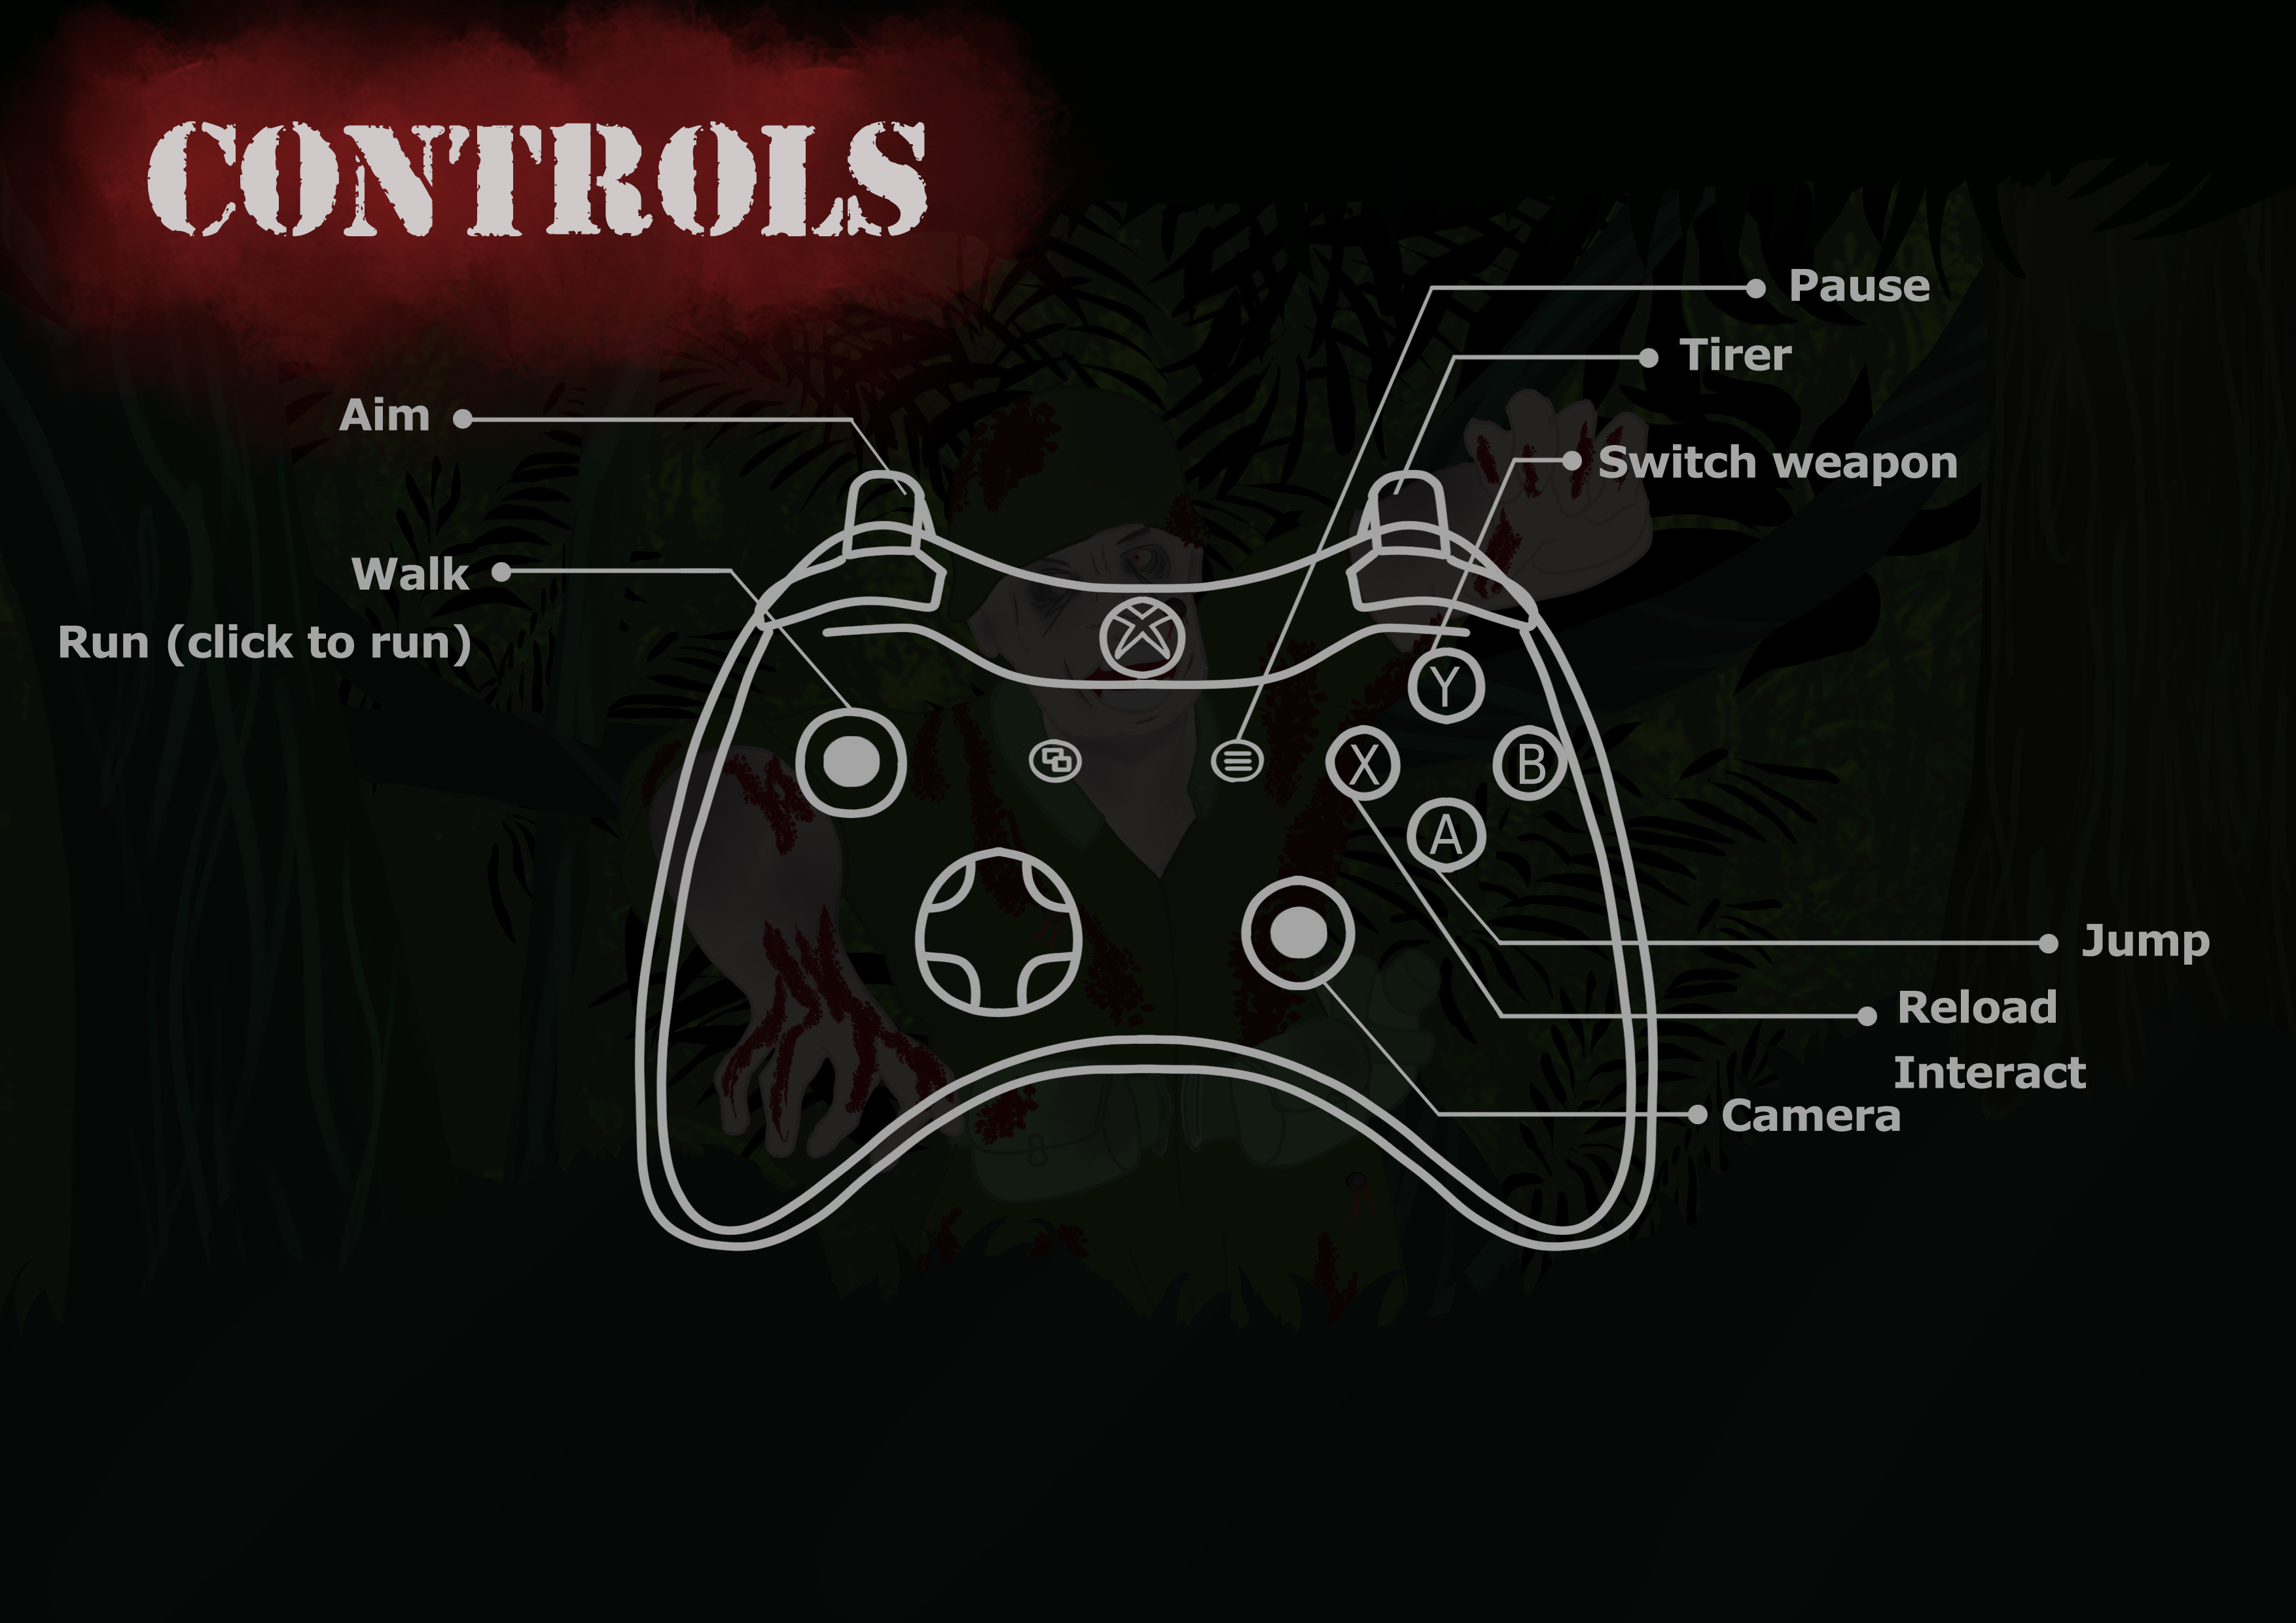 CONTROLS
Pause
Tirer
Aim
Switch weapon
Walk
Run (click to run)
Y
X
B
A
Jump
Reload
Interact
Camera